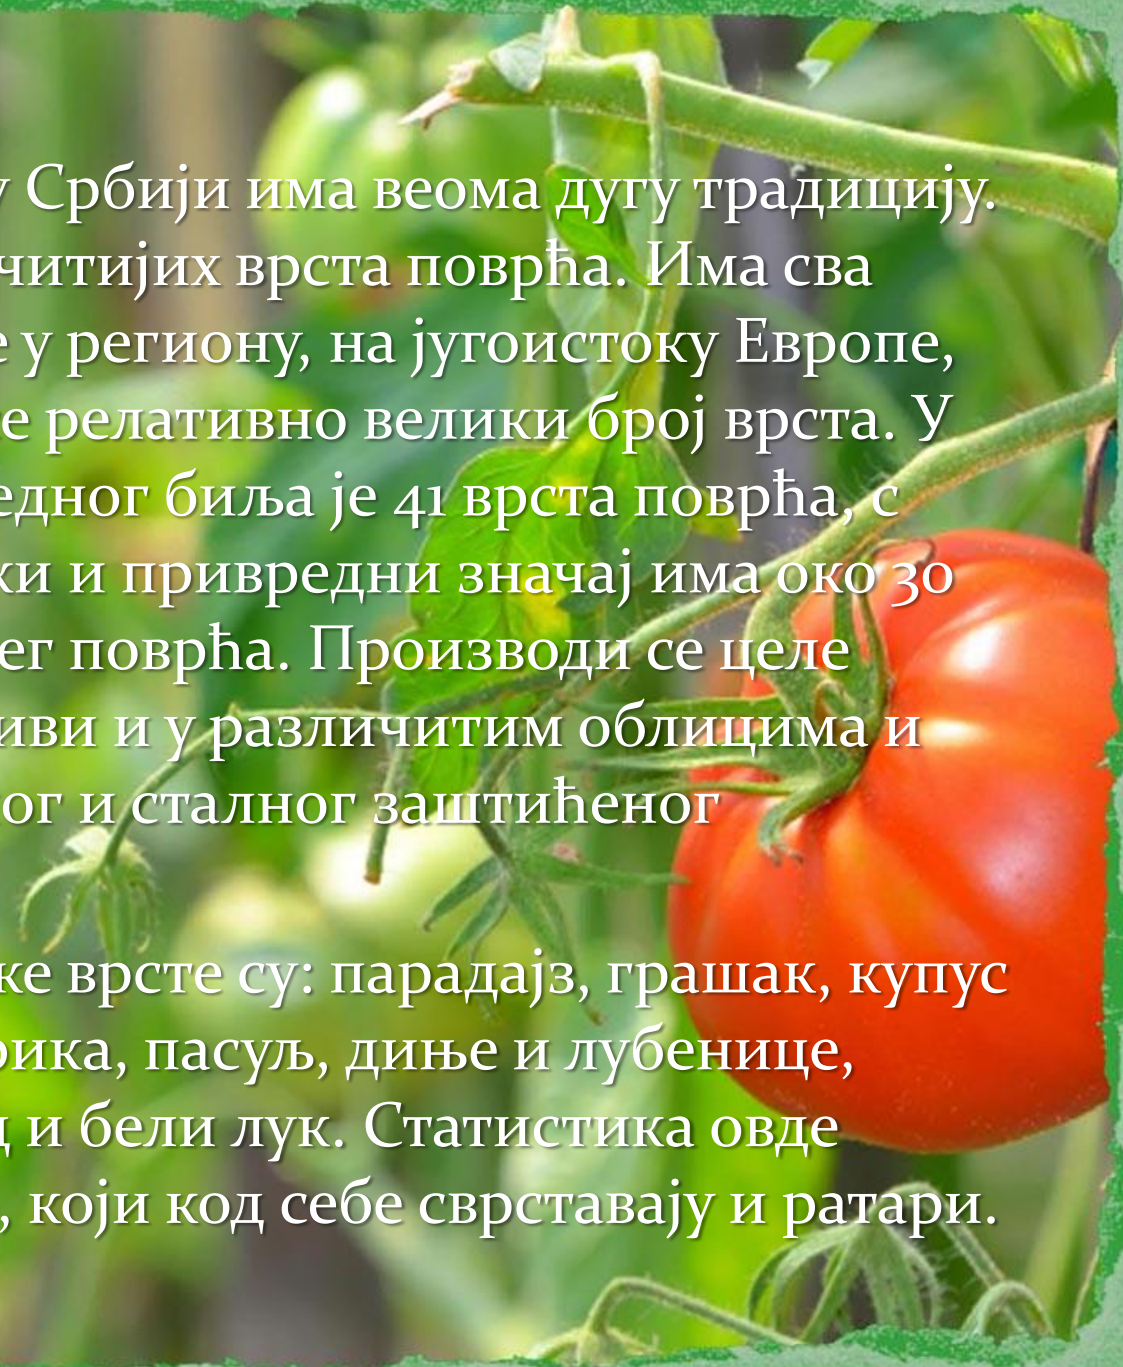 у Србији има веома дугу традицију.
читијих врста поврћа. Има сва
е у региону, на југоистоку Европе,
е релативно велики број врста. У
едног биља је 41 врста поврћа, с
ки и привредни значај има око 30
ег поврћа. Производи се целе
иви и у различитим облицима и
ог и сталног заштићеног
ке врсте су: парадајз, грашак, купус
рика, пасуљ, диње и лубенице,
д и бели лук. Статистика овде
, који код себе сврставају и ратари.